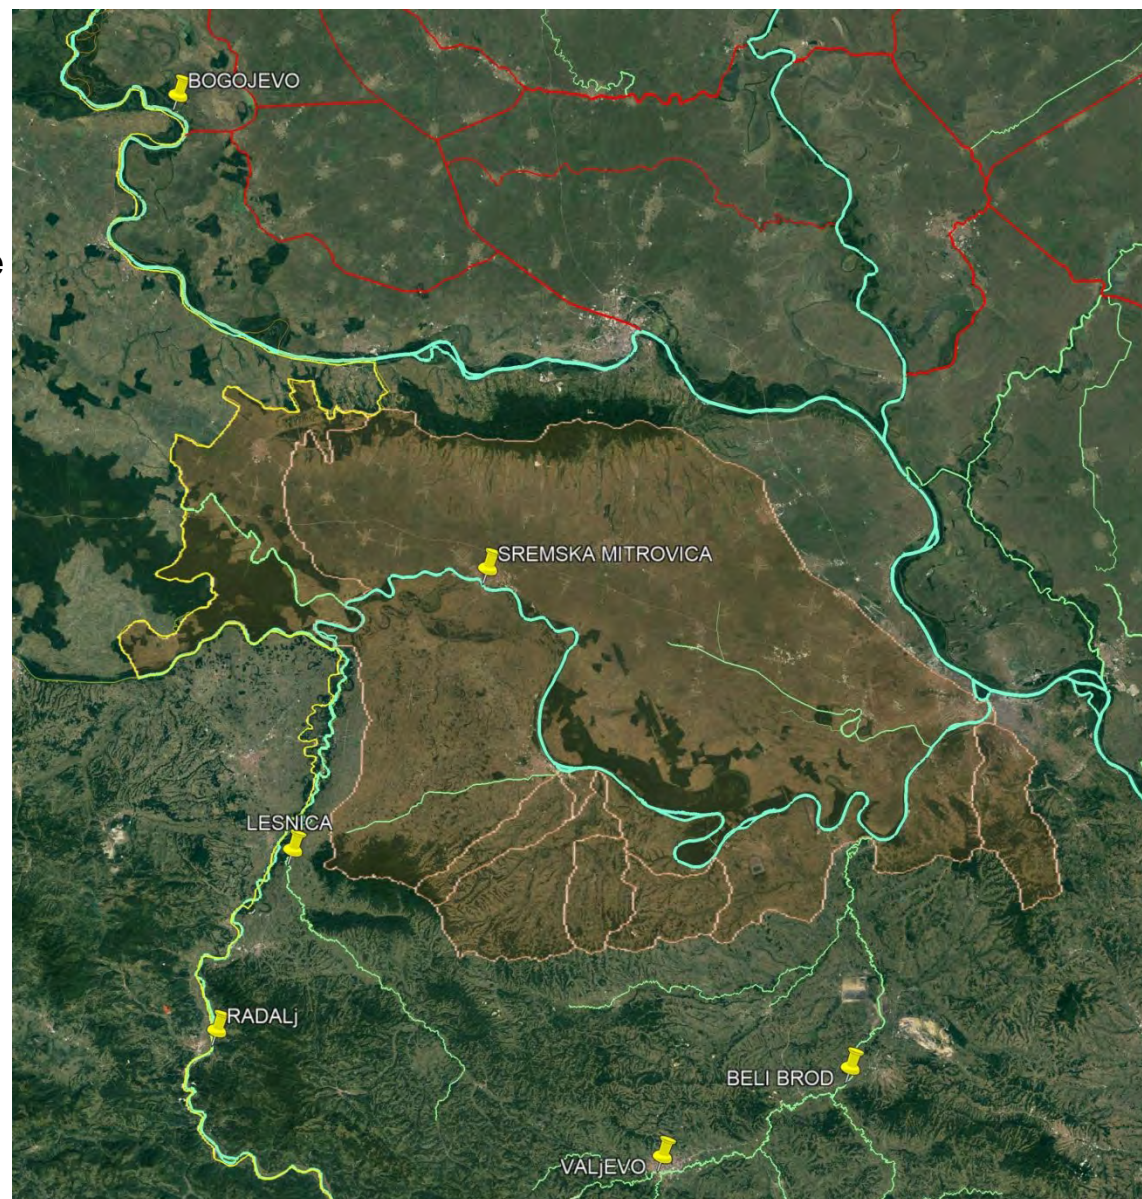 BOGOJEVO
e
SREMSKA MITROVICA
LESNICA
RADALj
BELI BROD
VALjEVO